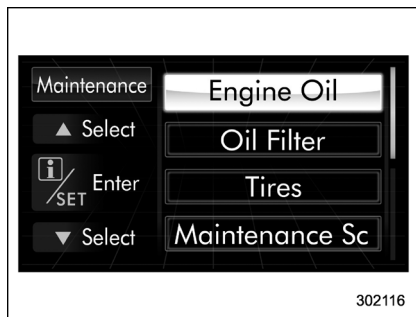 Maintenance
▲ Select
i/SET Enter
▼ Select
Engine Oil
Oil Filter
Tires
Maintenance Sc
302116